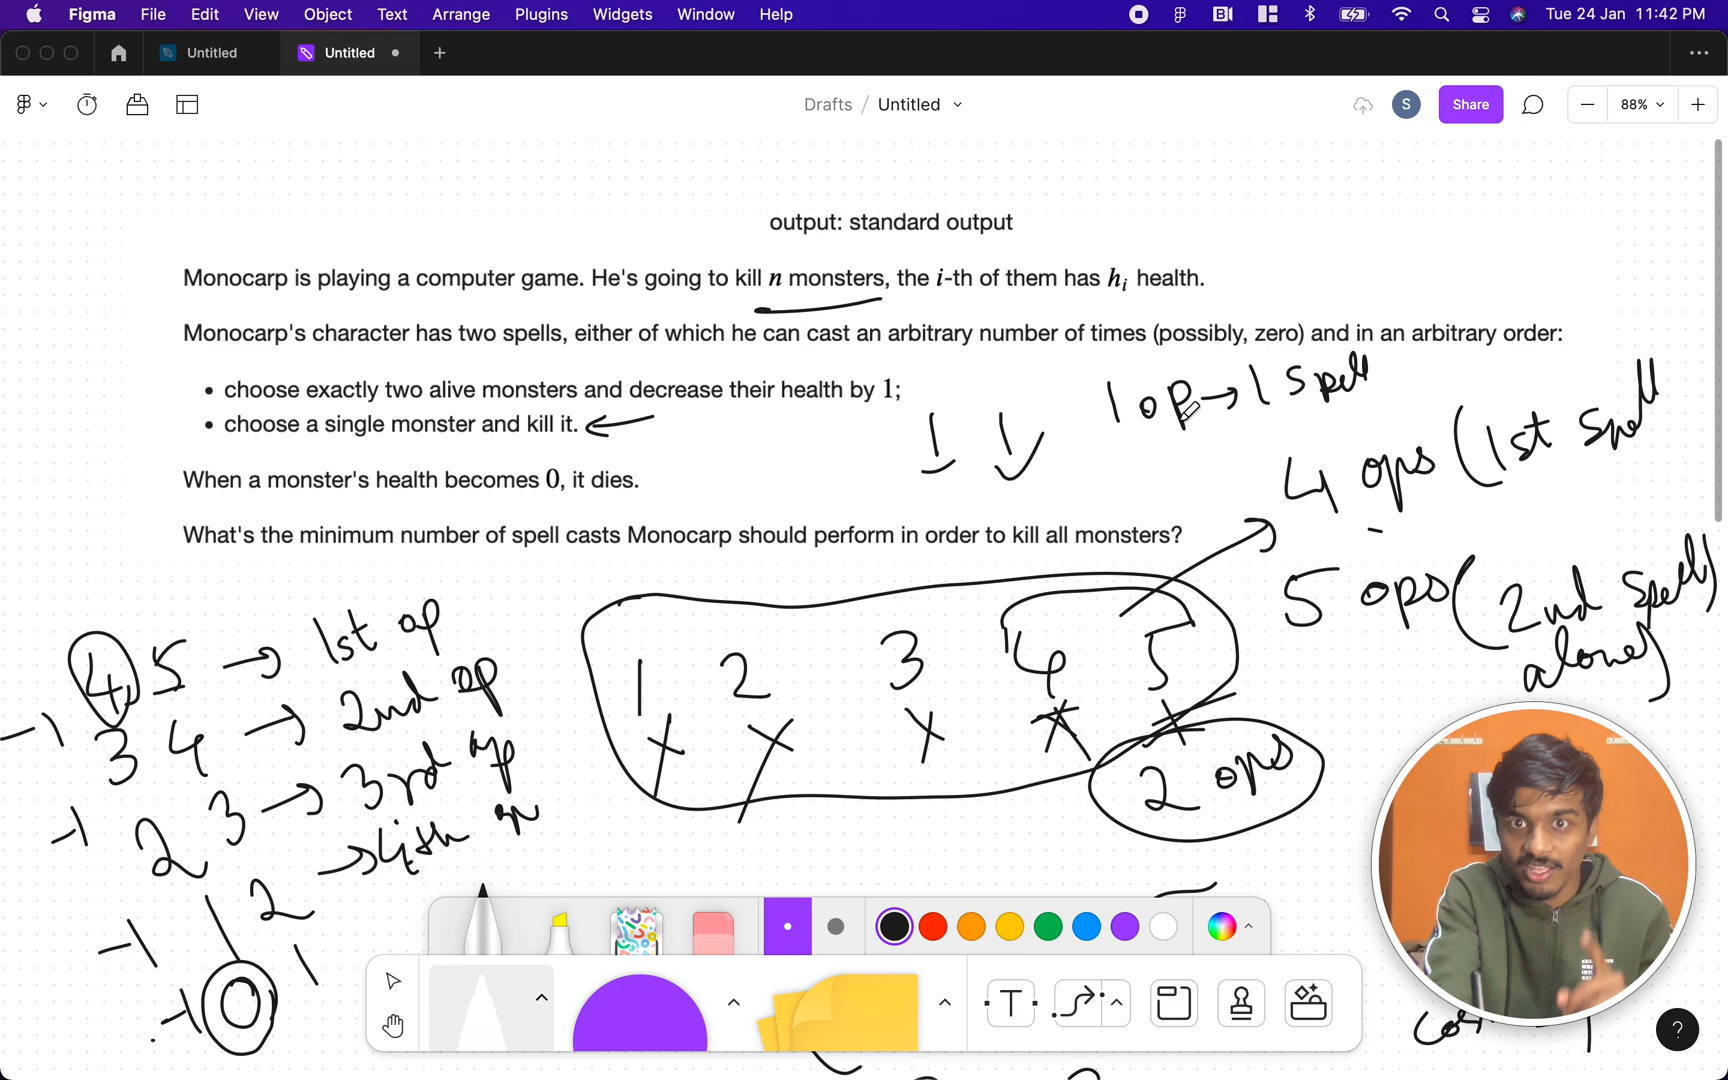 Figma File Edit View Object Text Arrange Plugins Widgets Window Help Tue 24 Jan 11:42 PM
Untitled Untitled
Drafts / Untitled S Share 88%
output: standard output
Monocarp is playing a computer game. He's going to kill n monsters, the i-th of them has hᵢ health.
Monocarp's character has two spells, either of which he can cast an arbitrary number of times (possibly, zero) and in an arbitrary order:
• choose exactly two alive monsters and decrease their health by 1;
• choose a single monster and kill it.
When a monster's health becomes 0, it dies.
What's the minimum number of spell casts Monocarp should perform in order to kill all monsters?
1 op → 1 spell
4 ops (1st spell
5 ops (2nd spell)
alone)
1 2 3 4 5
2 ops
4, 5 → 1st op
-1 3 4 → 2nd op
-1 2 3 → 3rd op
→ 4th op
-1 1 2
-1 0 1
T
?